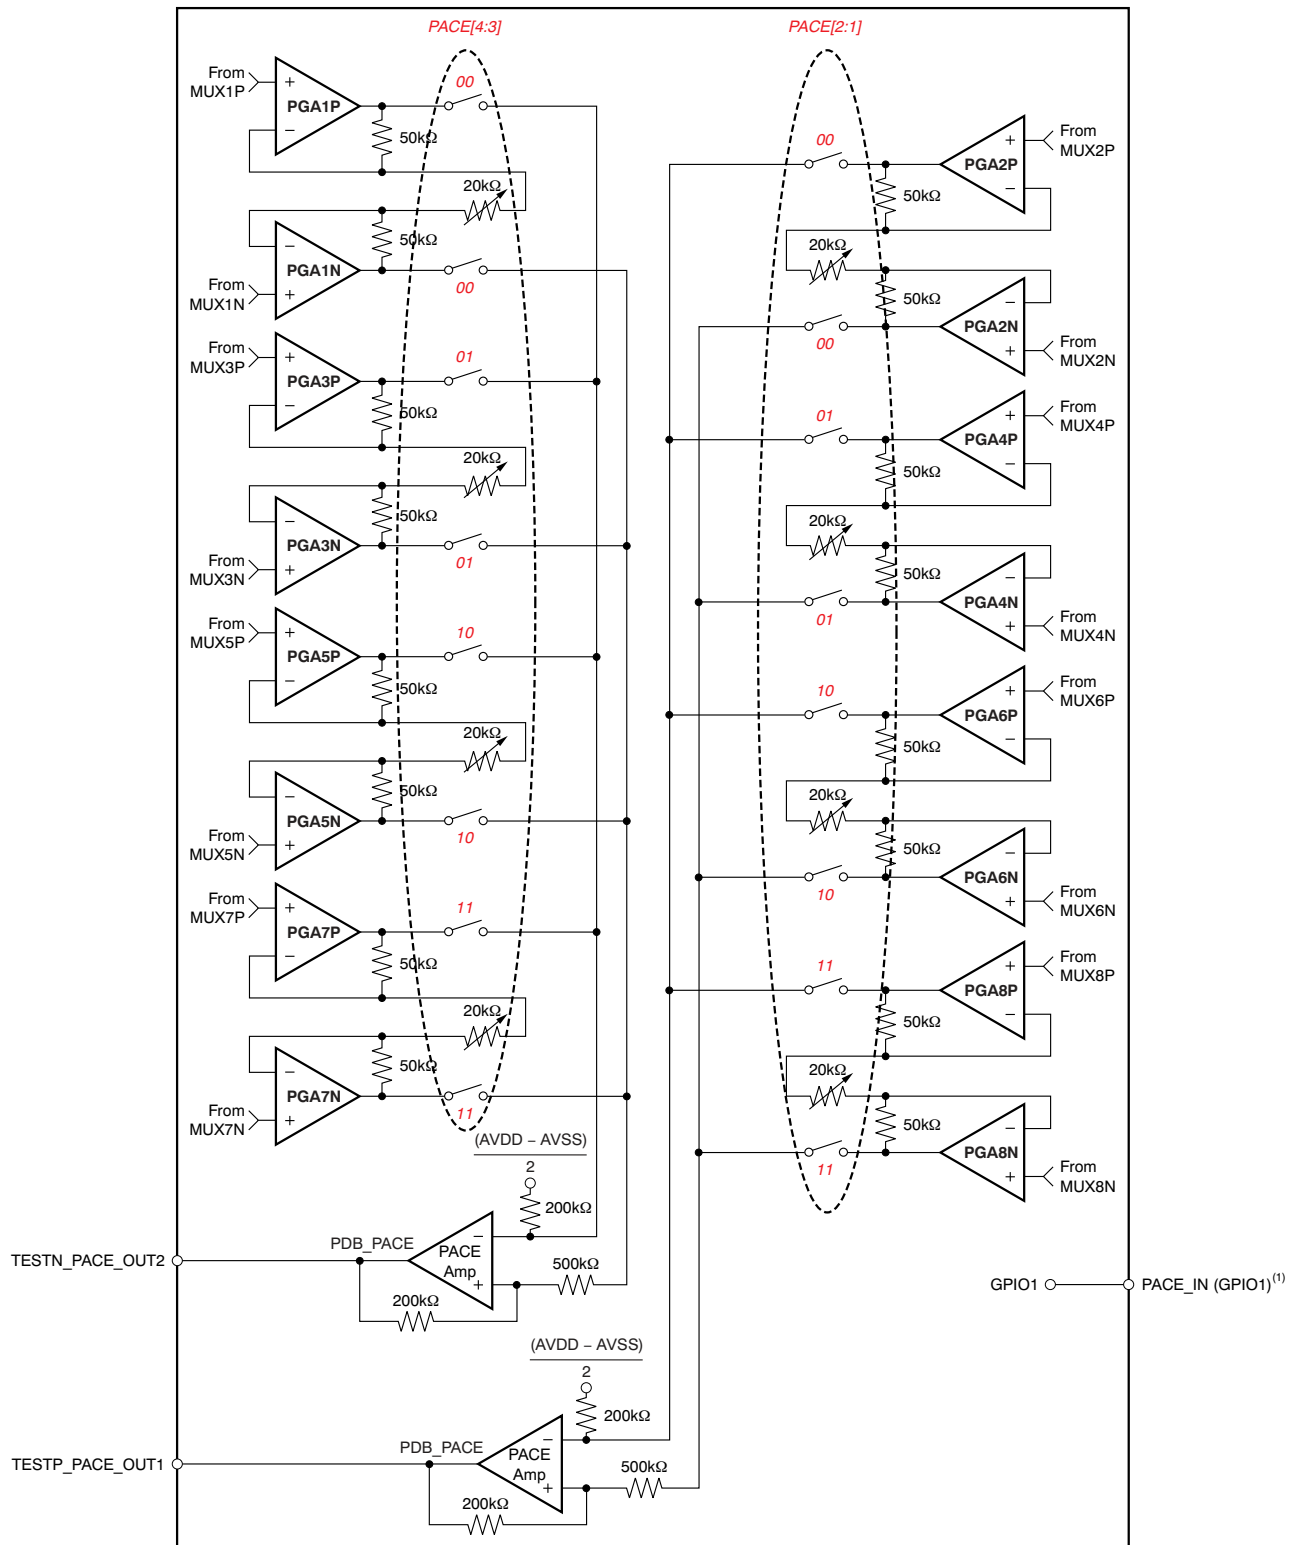 PACE[4:3]
PACE[2:1]
From
MUX1P
+
PGA1P
−
00
50kΩ
20kΩ
−
50kΩ
PGA1N
From
MUX1N
+
00
From
MUX3P
+
PGA3P
−
01
50kΩ
20kΩ
−
50kΩ
PGA3N
From
MUX3N
+
01
From
MUX5P
+
PGA5P
−
10
50kΩ
20kΩ
−
50kΩ
PGA5N
From
MUX5N
+
10
From
MUX7P
+
PGA7P
−
11
50kΩ
20kΩ
−
50kΩ
PGA7N
From
MUX7N
+
11
00
From
MUX2P
+
PGA2P
−
50kΩ
20kΩ
−
50kΩ
PGA2N
00
From
MUX2N
+
01
From
MUX4P
+
PGA4P
−
50kΩ
20kΩ
−
50kΩ
PGA4N
01
From
MUX4N
+
10
From
MUX6P
+
PGA6P
−
50kΩ
20kΩ
−
50kΩ
PGA6N
10
From
MUX6N
+
11
From
MUX8P
+
PGA8P
−
50kΩ
20kΩ
−
50kΩ
PGA8N
11
From
MUX8N
+
(AVDD − AVSS)
2
200kΩ
TESTN_PACE_OUT2
PDB_PACE
−
PACE
Amp
+
500kΩ
200kΩ
GPIO1
PACE_IN (GPIO1)(1)
(AVDD − AVSS)
2
200kΩ
TESTP_PACE_OUT1
PDB_PACE
−
PACE
Amp
+
500kΩ
200kΩ